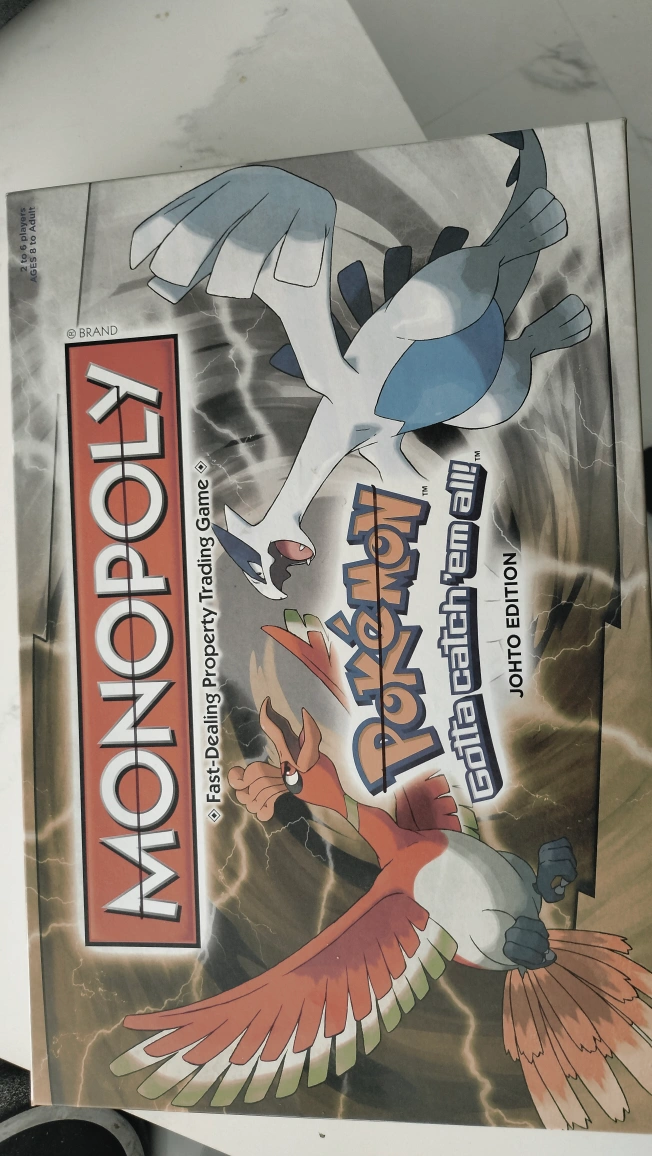 2 to 6 players
AGES 8 to Adult
® BRAND
MONOPOLY
Fast-Dealing Property Trading Game
POKéMON™
Gotta catch 'em all!™
JOHTO EDITION